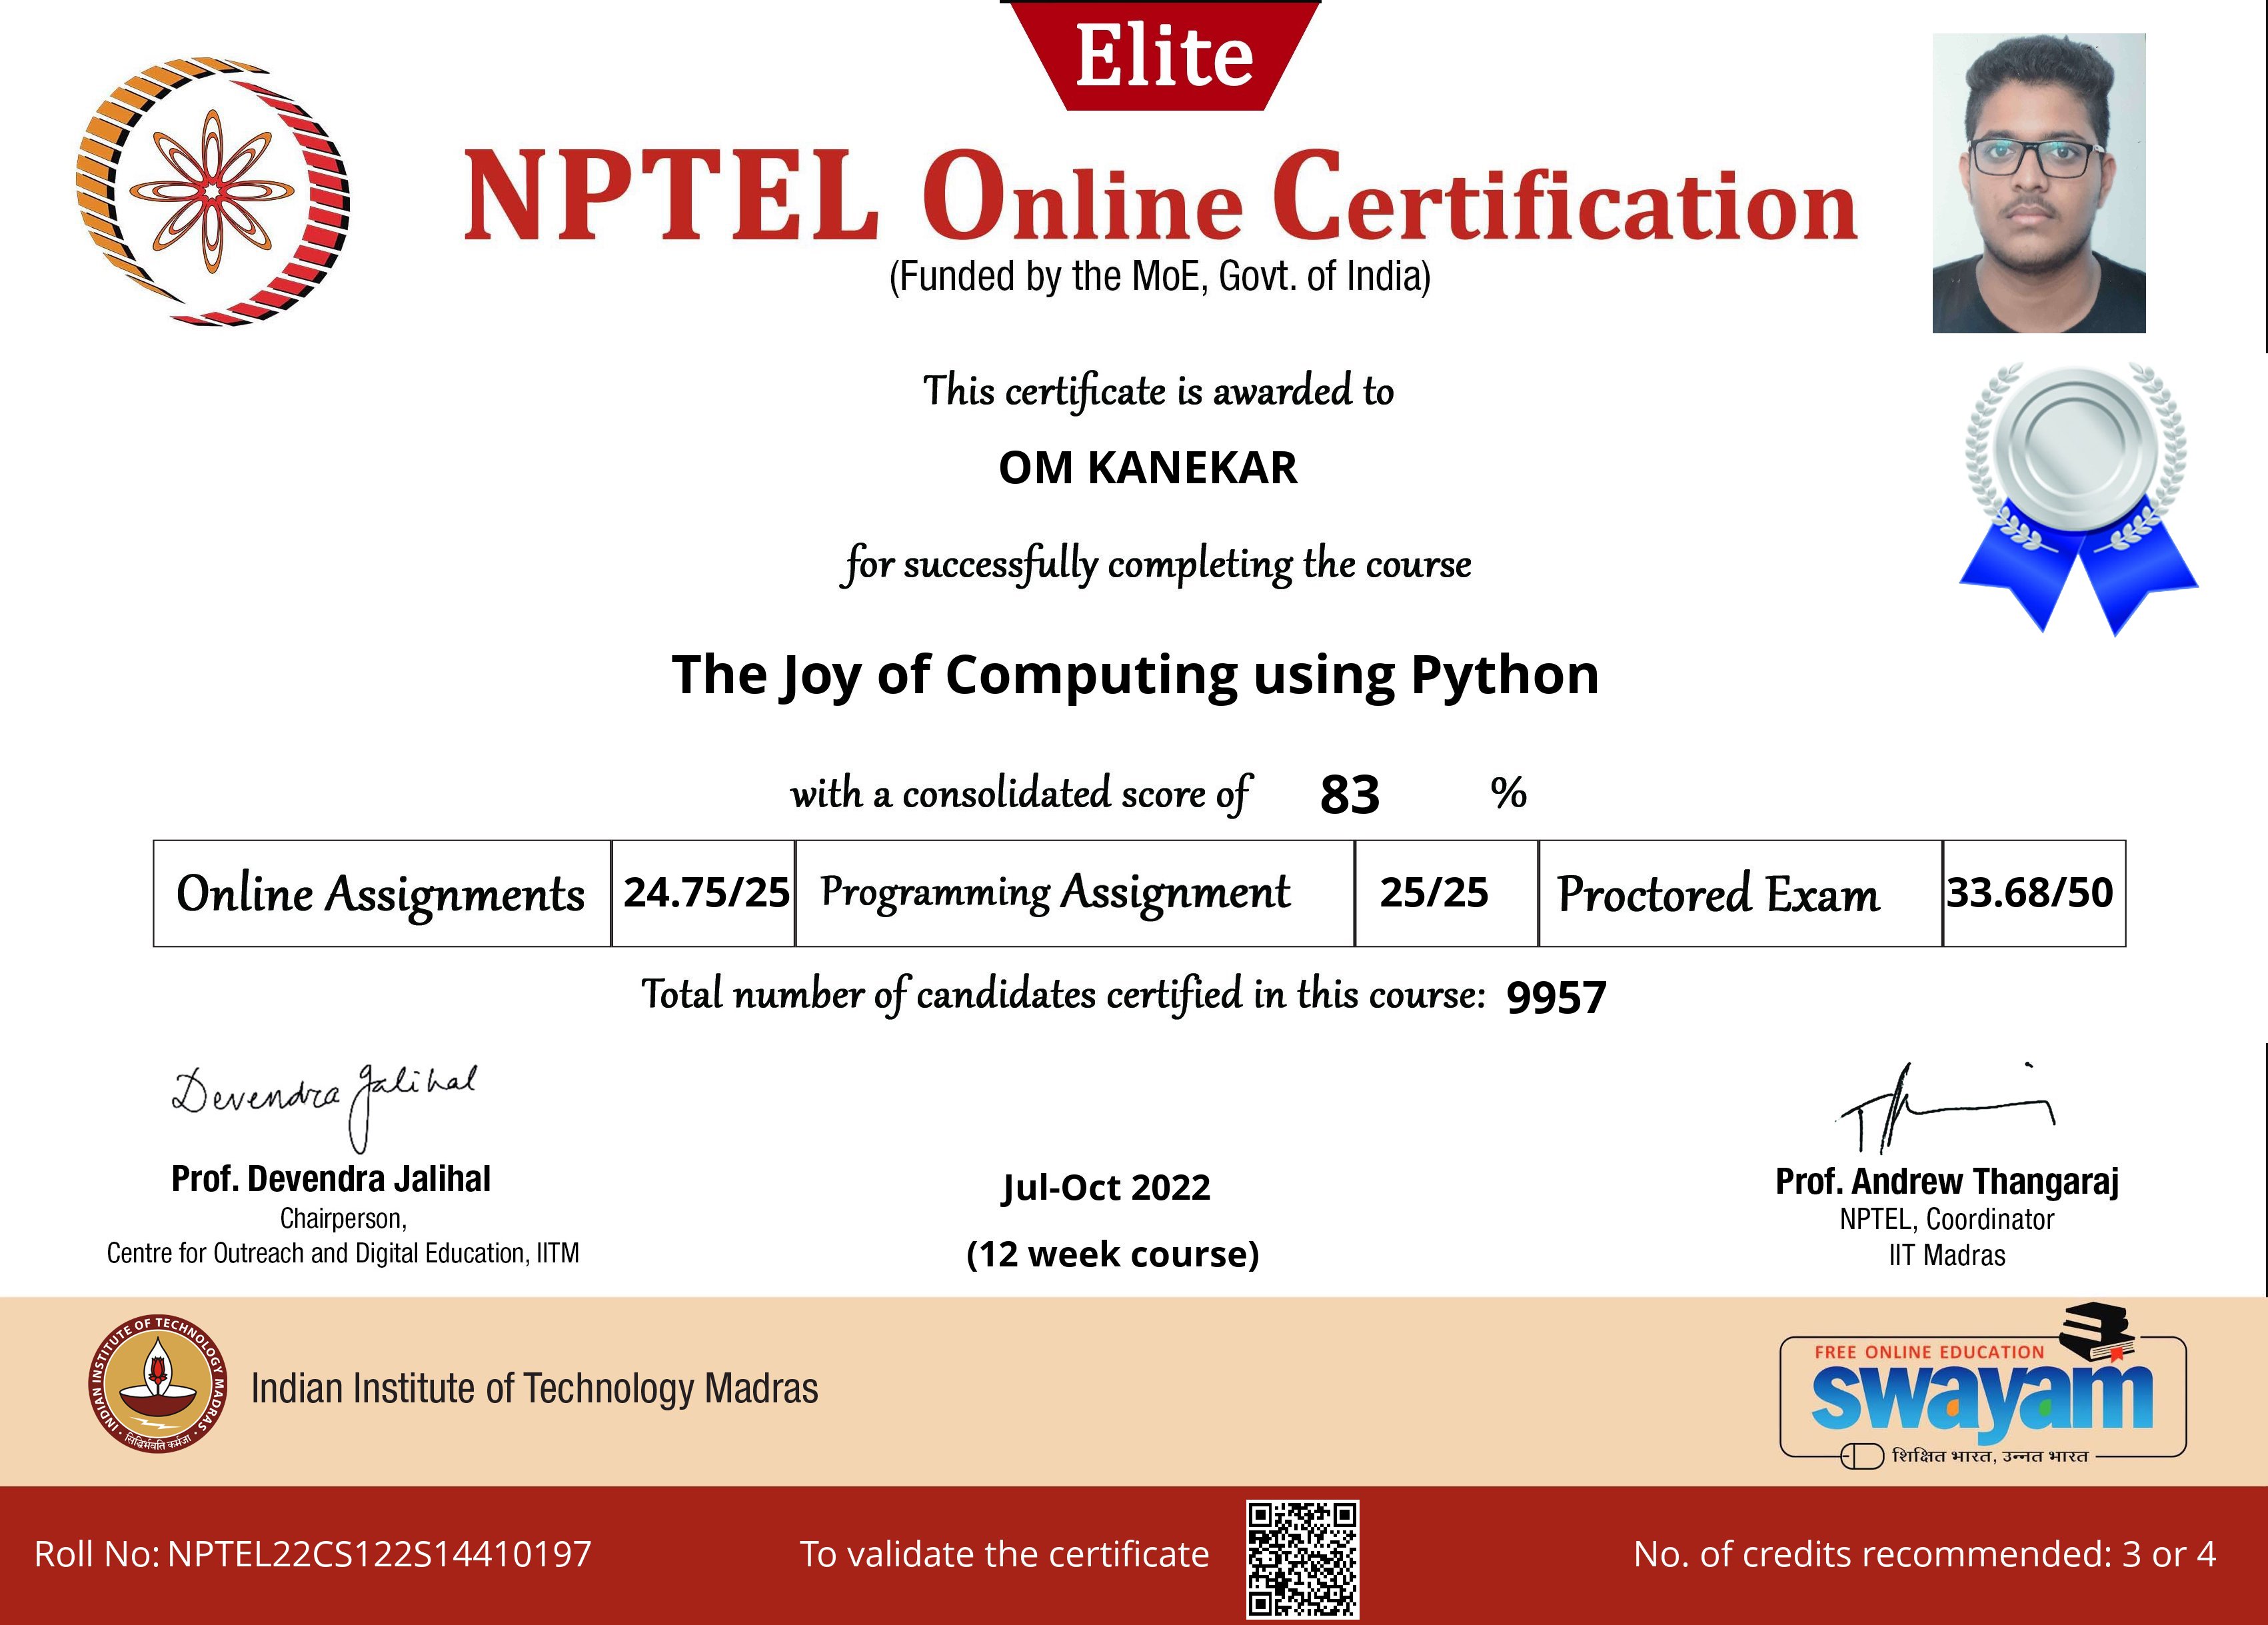 Elite
NPTEL Online Certification
(Funded by the MoE, Govt. of India)
This certificate is awarded to
OM KANEKAR
for successfully completing the course
The Joy of Computing using Python
with a consolidated score of 83 %
Online Assignments 24.75/25 Programming Assignment 25/25 Proctored Exam 33.68/50
Total number of candidates certified in this course: 9957
Devendra Jalihal
Prof. Devendra Jalihal
Chairperson,
Centre for Outreach and Digital Education, IITM
Jul-Oct 2022
(12 week course)
Prof. Andrew Thangaraj
NPTEL, Coordinator
IIT Madras
INDIAN INSTITUTE OF TECHNOLOGY MADRAS
सिद्धिर्भवति कर्मजा
Indian Institute of Technology Madras
FREE ONLINE EDUCATION
swayam
शिक्षित भारत, उन्नत भारत
Roll No: NPTEL22CS122S14410197
To validate the certificate
No. of credits recommended: 3 or 4